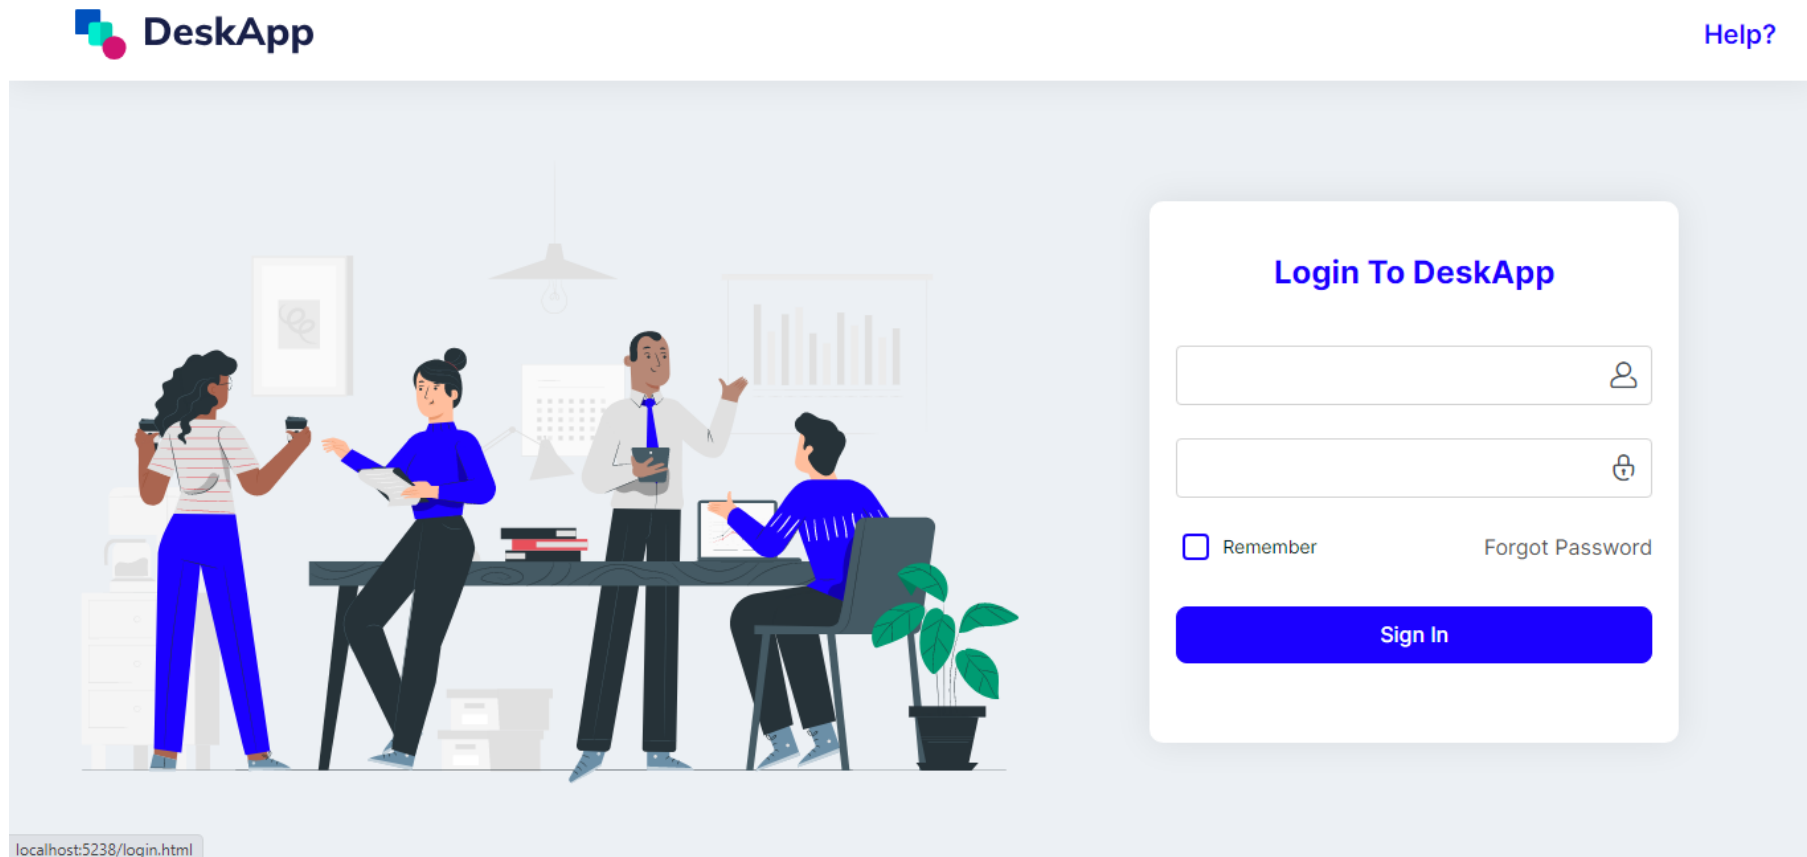 DeskApp
Help?
Login To DeskApp
Remember
Forgot Password
Sign In
localhost:5238/login.html